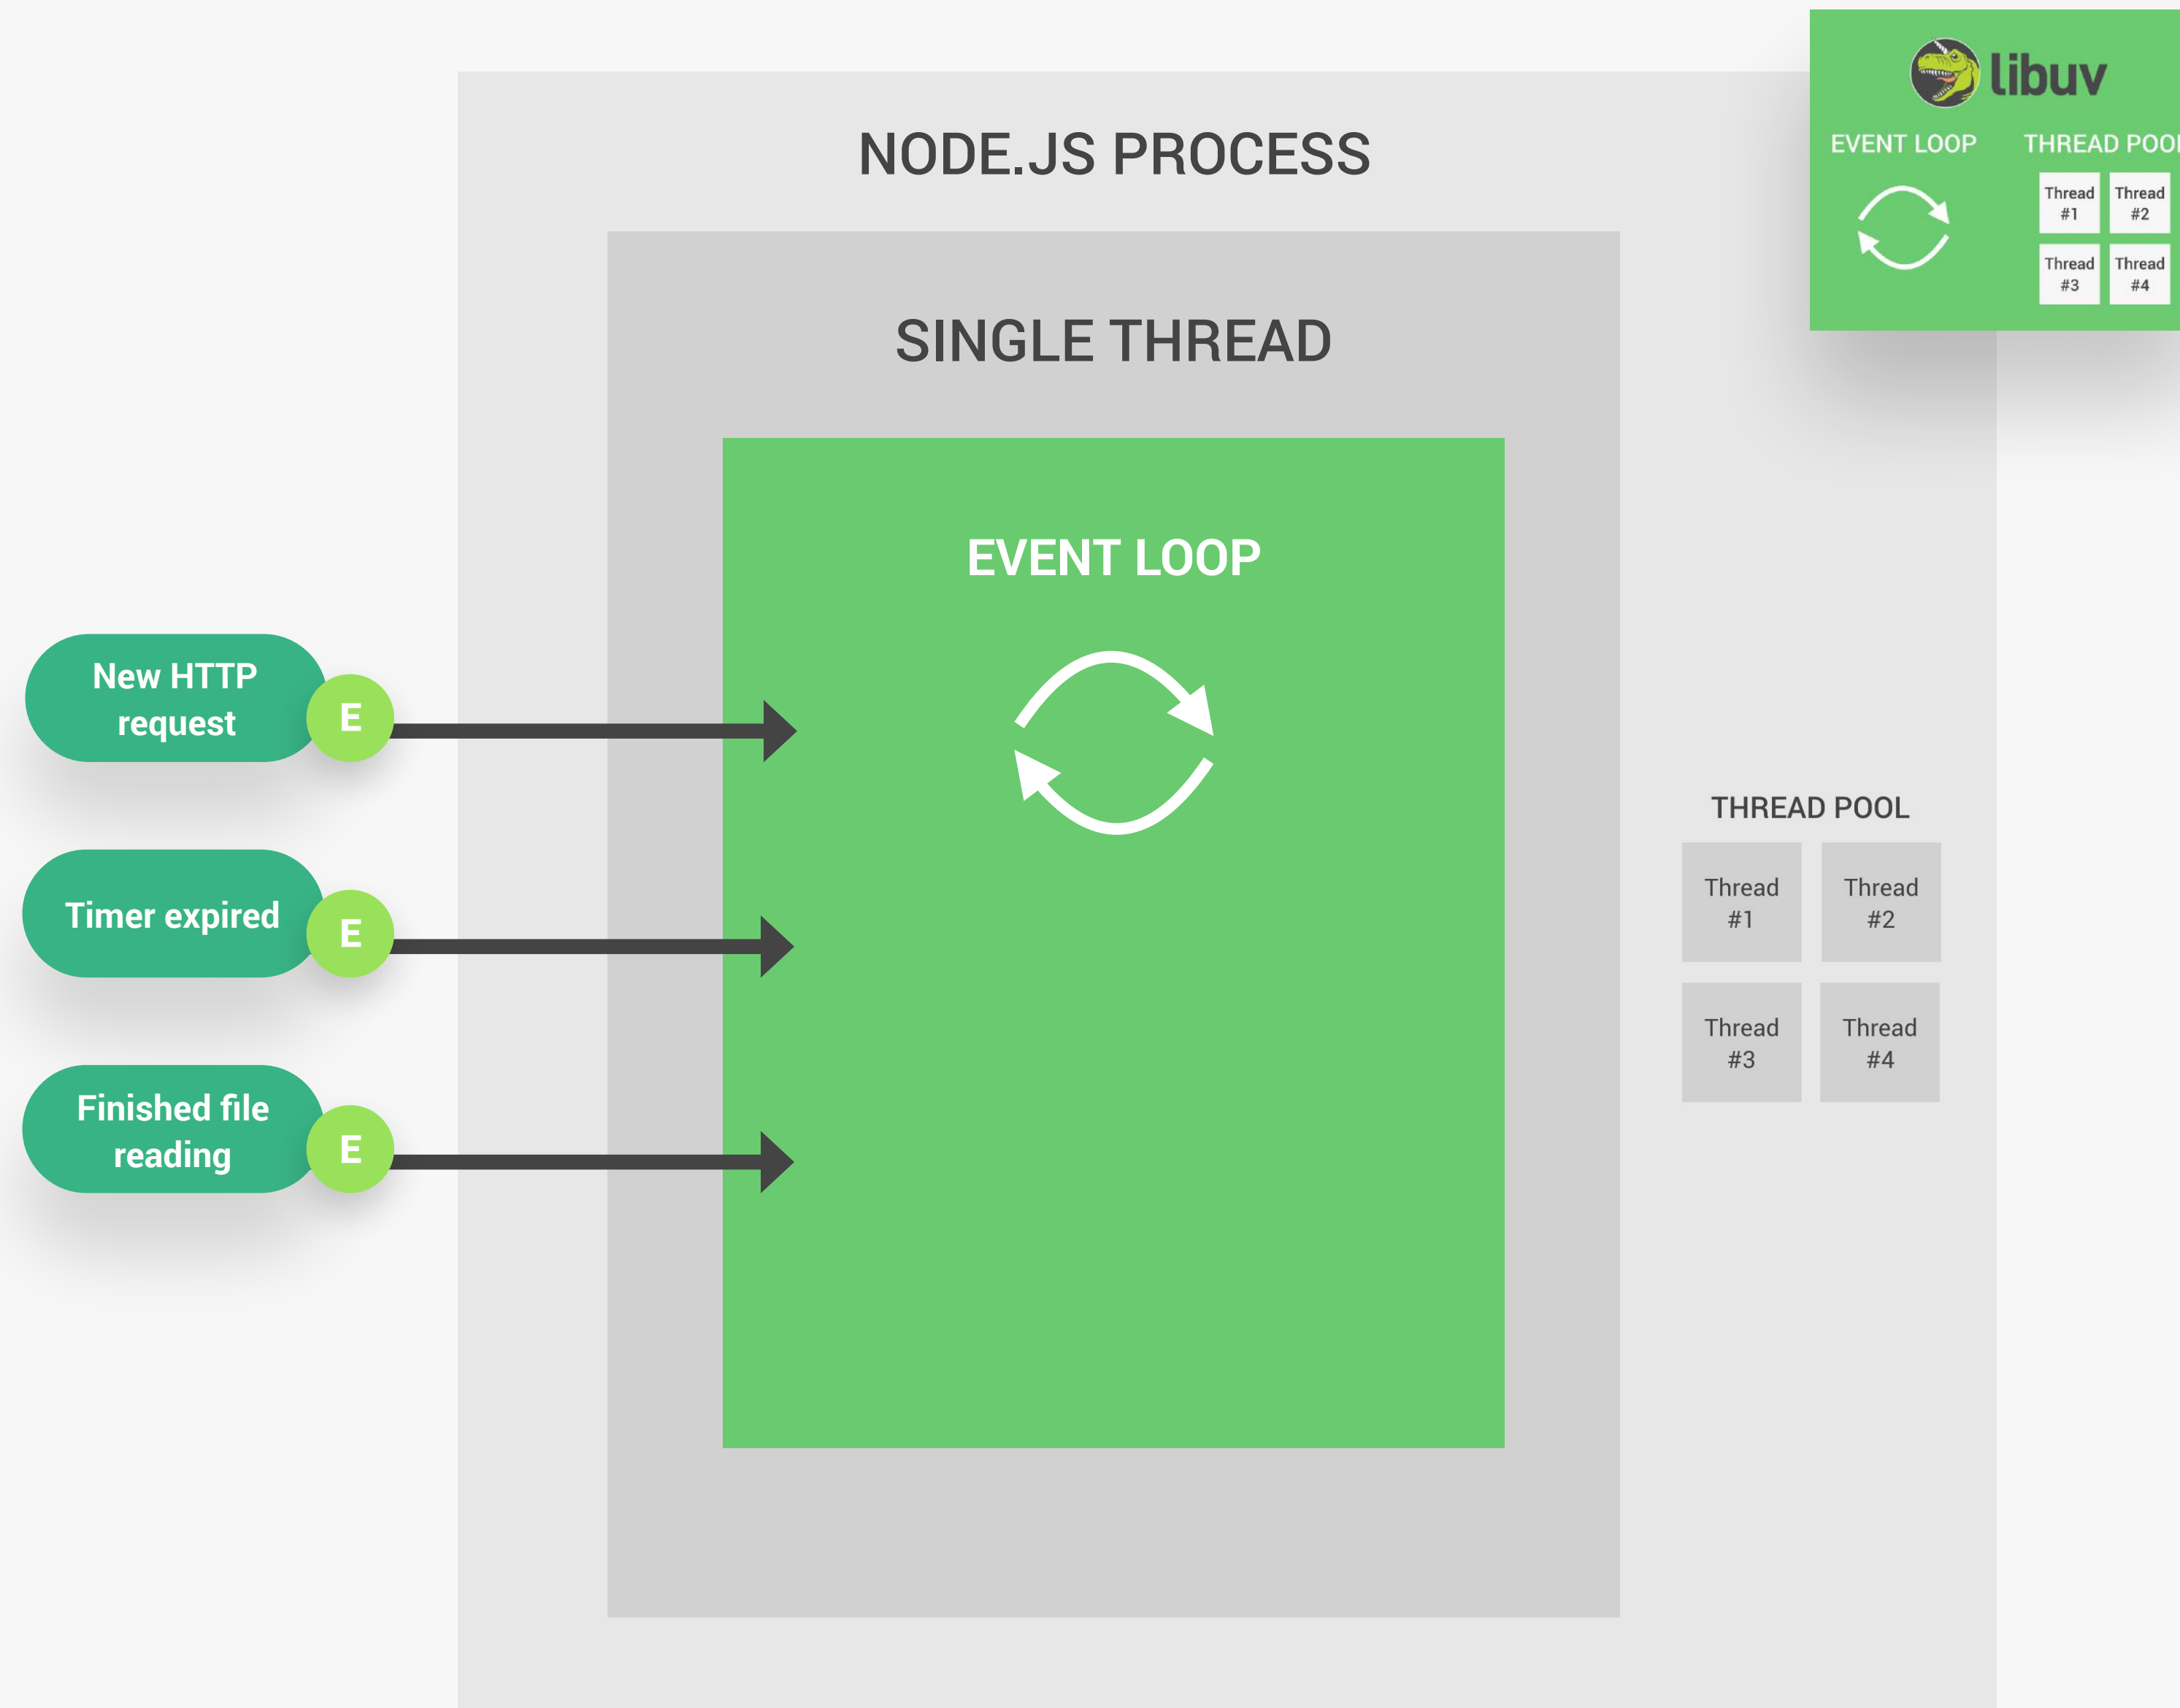 libuv
EVENT LOOP
THREAD POOL
Thread
#1
Thread
#2
Thread
#3
Thread
#4
NODE.JS PROCESS
SINGLE THREAD
EVENT LOOP
New HTTP
request
E
Timer expired
E
Finished file
reading
E
THREAD POOL
Thread
#1
Thread
#2
Thread
#3
Thread
#4